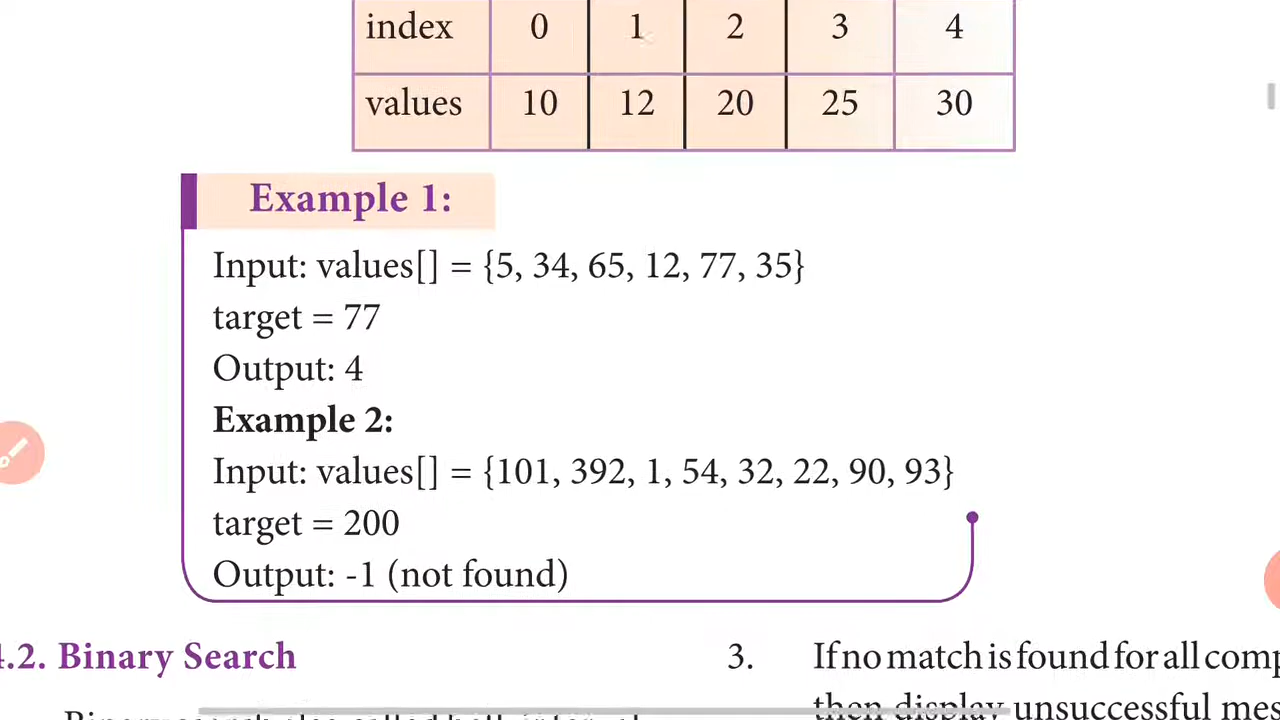 index 0 1 2 3 4
values 10 12 20 25 30
Example 1:
Input: values[] = {5, 34, 65, 12, 77, 35}
target = 77
Output: 4
Example 2:
Input: values[] = {101, 392, 1, 54, 32, 22, 90, 93}
target = 200
Output: -1 (not found)
4.2. Binary Search
3. If no match is found for all comp
then display unsuccessful mes